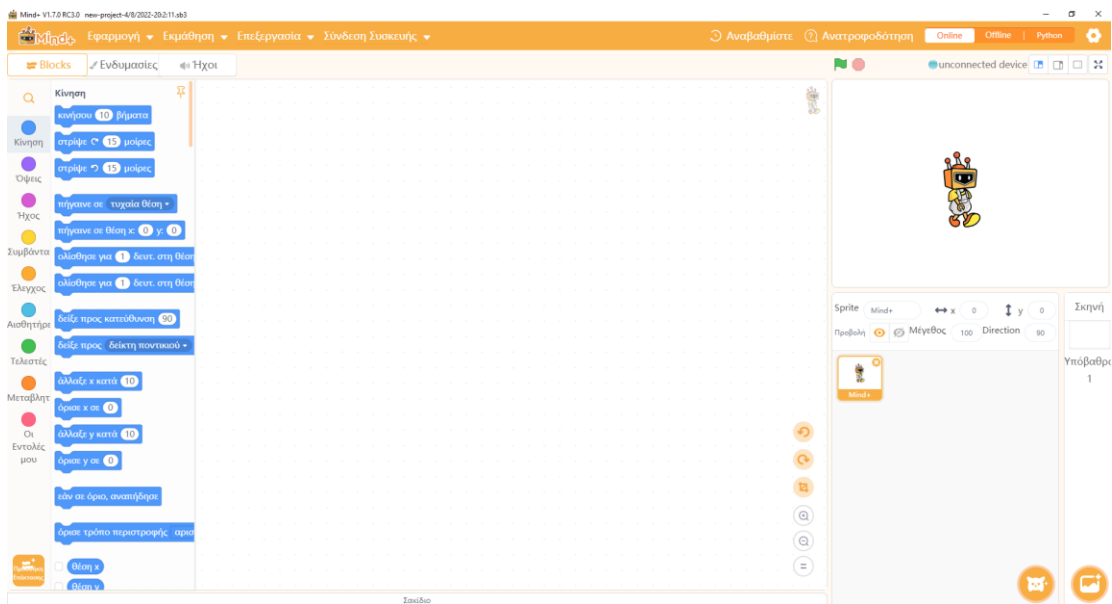 Mind+ V1.7.0 RC3.0 new-project-4/8/2022-20:2:11.sb3
Mind+ Εφαρμογή Εκμάθηση Επεξεργασία Σύνδεση Συσκευής Αναβαθμίστε Ανατροφοδότηση Online Offline Python
Blocks Ενδυμασίες Ήχοι unconnected device
Κίνηση
κινήσου 10 βήματα
στρίψε 15 μοίρες
στρίψε 15 μοίρες
πήγαινε σε τυχαία θέση
πήγαινε σε θέση x: 0 y: 0
ολίσθησε για 1 δευτ. στη θέση
ολίσθησε για 1 δευτ. στη θέση
δείξε προς κατεύθυνση 90
δείξε προς δείκτη ποντικιού
άλλαξε x κατά 10
όρισε x σε 0
άλλαξε y κατά 10
όρισε y σε 0
εάν σε όριο, αναπήδησε
όρισε τρόπο περιστροφής αρισ
θέση x
θέση y
Κίνηση
Όψεις
Ήχος
Συμβάντα
Έλεγχος
Αισθητήρε
Τελεστές
Μεταβλητ
Οι
Εντολές
μου
Επέκτασης
Σακίδιο
Sprite Mind+ x 0 y 0
Προβολή Μέγεθος 100 Direction 90
Mind+
Σκηνή
Υπόβαθρο
1